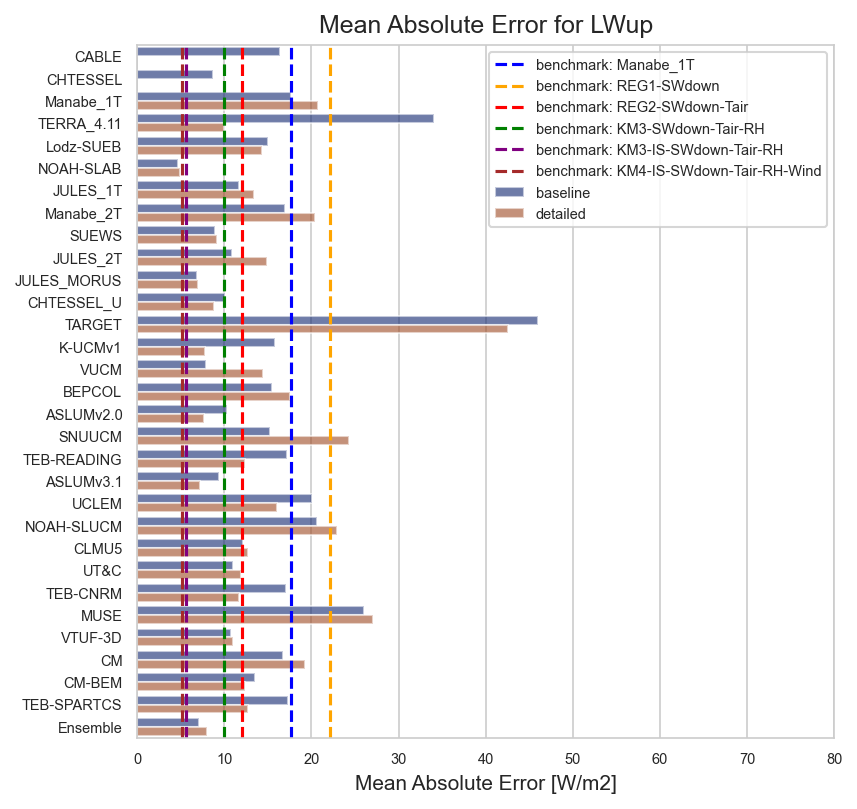 Mean Absolute Error for LWup
benchmark: Manabe_1T
benchmark: REG1-SWdown
benchmark: REG2-SWdown-Tair
benchmark: KM3-SWdown-Tair-RH
benchmark: KM3-IS-SWdown-Tair-RH
benchmark: KM4-IS-SWdown-Tair-RH-Wind
baseline
detailed
CABLE
CHTESSEL
Manabe_1T
TERRA_4.11
Lodz-SUEB
NOAH-SLAB
JULES_1T
Manabe_2T
SUEWS
JULES_2T
JULES_MORUS
CHTESSEL_U
TARGET
K-UCMv1
VUCM
BEPCOL
ASLUMv2.0
SNUUCM
TEB-READING
ASLUMv3.1
UCLEM
NOAH-SLUCM
CLMU5
UT&C
TEB-CNRM
MUSE
VTUF-3D
CM
CM-BEM
TEB-SPARTCS
Ensemble
0 10 20 30 40 50 60 70 80
Mean Absolute Error [W/m2]